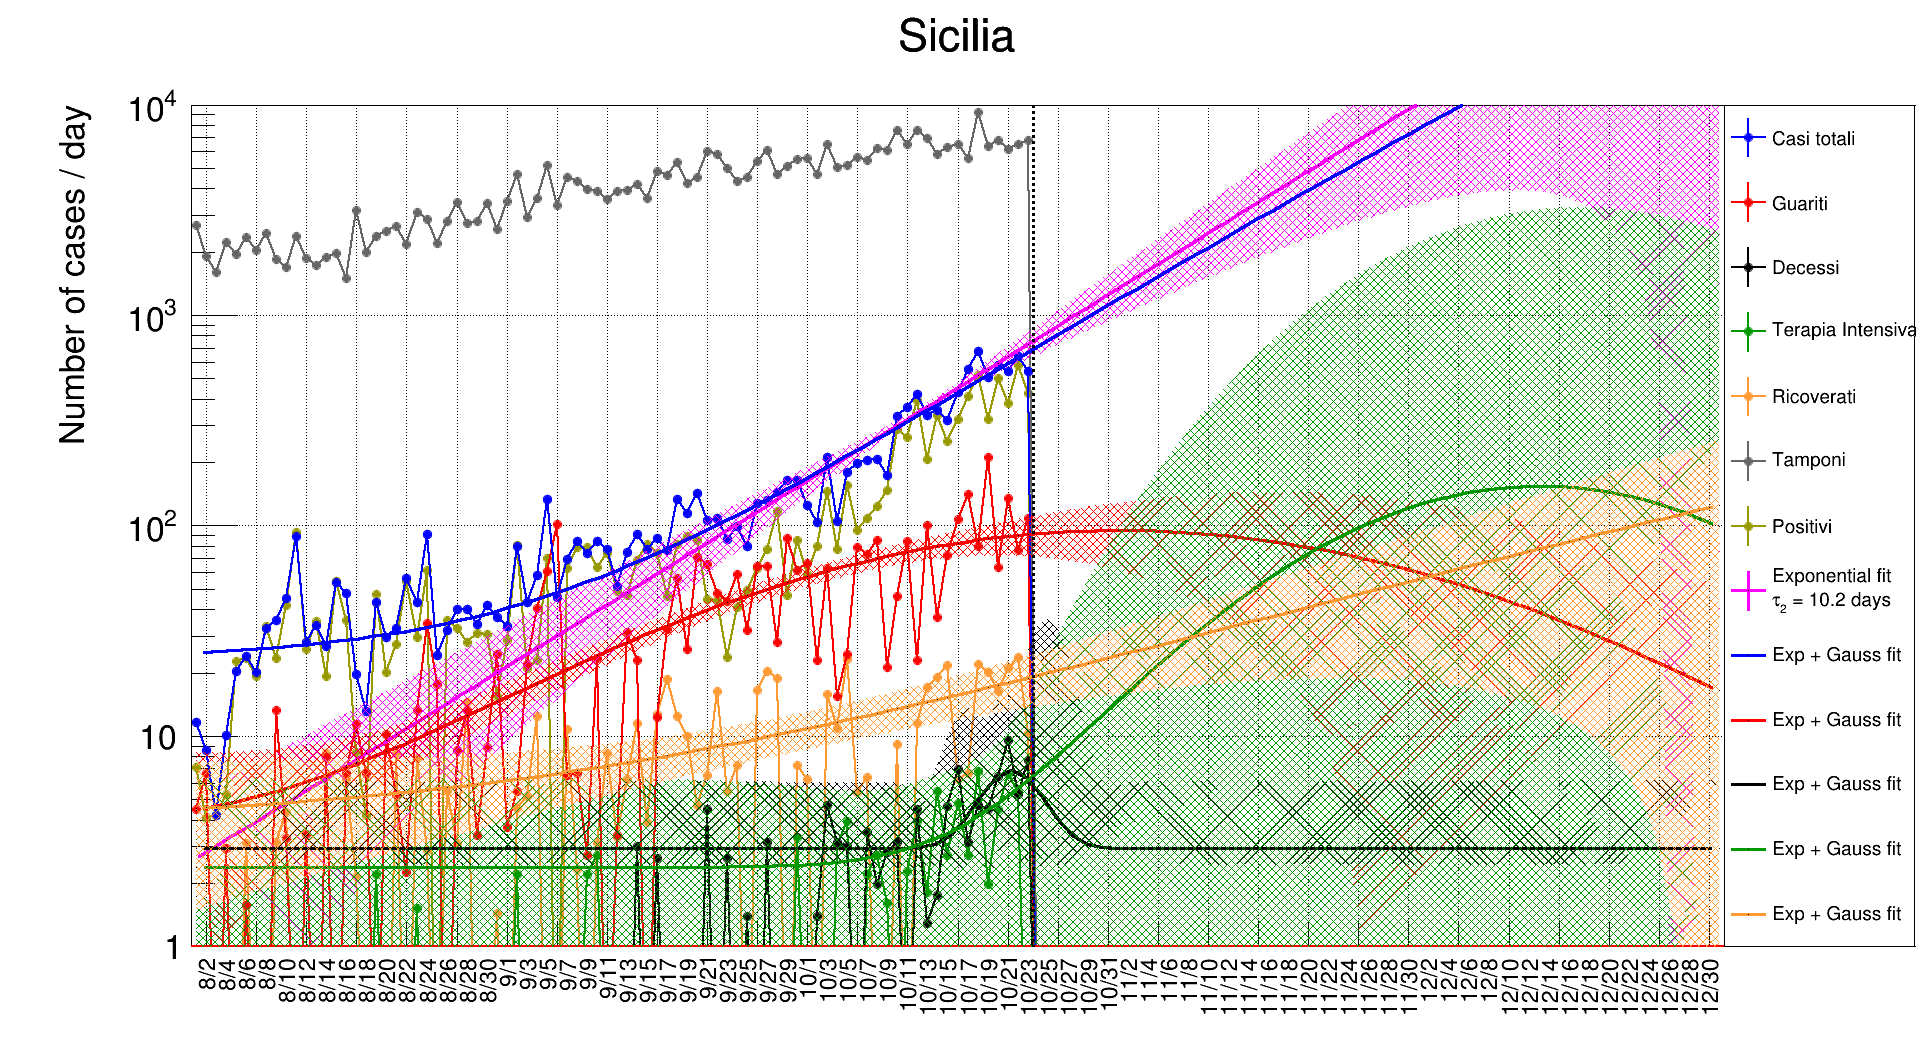 Sicilia
Number of cases / day
10^4
10^3
10^2
10
1
8/2 8/4 8/6 8/8 8/10 8/12 8/14 8/16 8/18 8/20 8/22 8/24 8/26 8/28 8/30 9/1 9/3 9/5 9/7 9/9 9/11 9/13 9/15 9/17 9/19 9/21 9/23 9/25 9/27 9/29 10/1 10/3 10/5 10/7 10/9 10/11 10/13 10/15 10/17 10/19 10/21 10/23 10/25 10/27 10/29 10/31 11/2 11/4 11/6 11/8 11/10 11/12 11/14 11/16 11/18 11/20 11/22 11/24 11/26 11/28 11/30 12/2 12/4 12/6 12/8 12/10 12/12 12/14 12/16 12/18 12/20 12/22 12/24 12/26 12/28 12/30
Casi totali
Guariti
Decessi
Terapia Intensiva
Ricoverati
Tamponi
Positivi
Exponential fit
τ2 = 10.2 days
Exp + Gauss fit
Exp + Gauss fit
Exp + Gauss fit
Exp + Gauss fit
Exp + Gauss fit